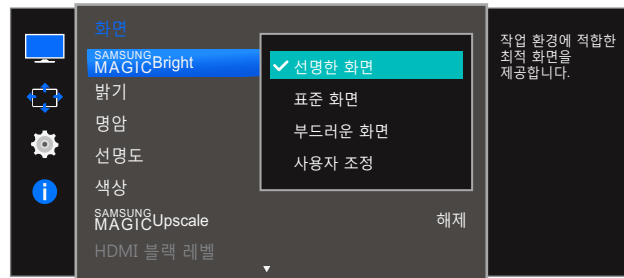 화면
SAMSUNG
MAGICBright
밝기
명암
선명도
색상
SAMSUNG
MAGICUpscale
해제
HDMI 블랙 레벨
선명한 화면
표준 화면
부드러운 화면
사용자 조정
작업 환경에 적합한
최적 화면을
제공합니다.